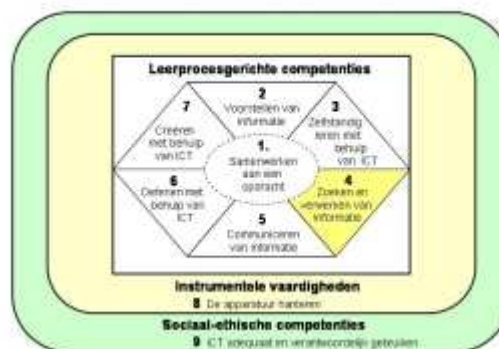 Leerprocesgerichte competenties
2
Voorstellen van
informatie
7
Creëren
met behulp
van ICT
3
Zelfstandig
leren met
behulp
van ICT
1.
Samenwerken
aan een
opdracht
6
Oefenen met
behulp van
ICT
4
Zoeken en
verwerken van
informatie
5
Communiceren
van informatie
Instrumentele vaardigheden
8 De apparatuur hanteren
Sociaal-ethische competenties
9 ICT adequaat en verantwoordelijk gebruiken